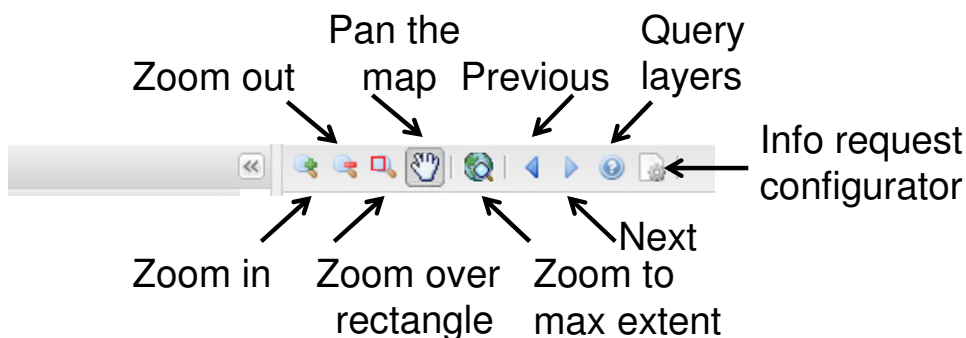 Pan the
map
Query
layers
Zoom out
Previous
Info request
configurator
Next
Zoom in
Zoom over
rectangle
Zoom to
max extent